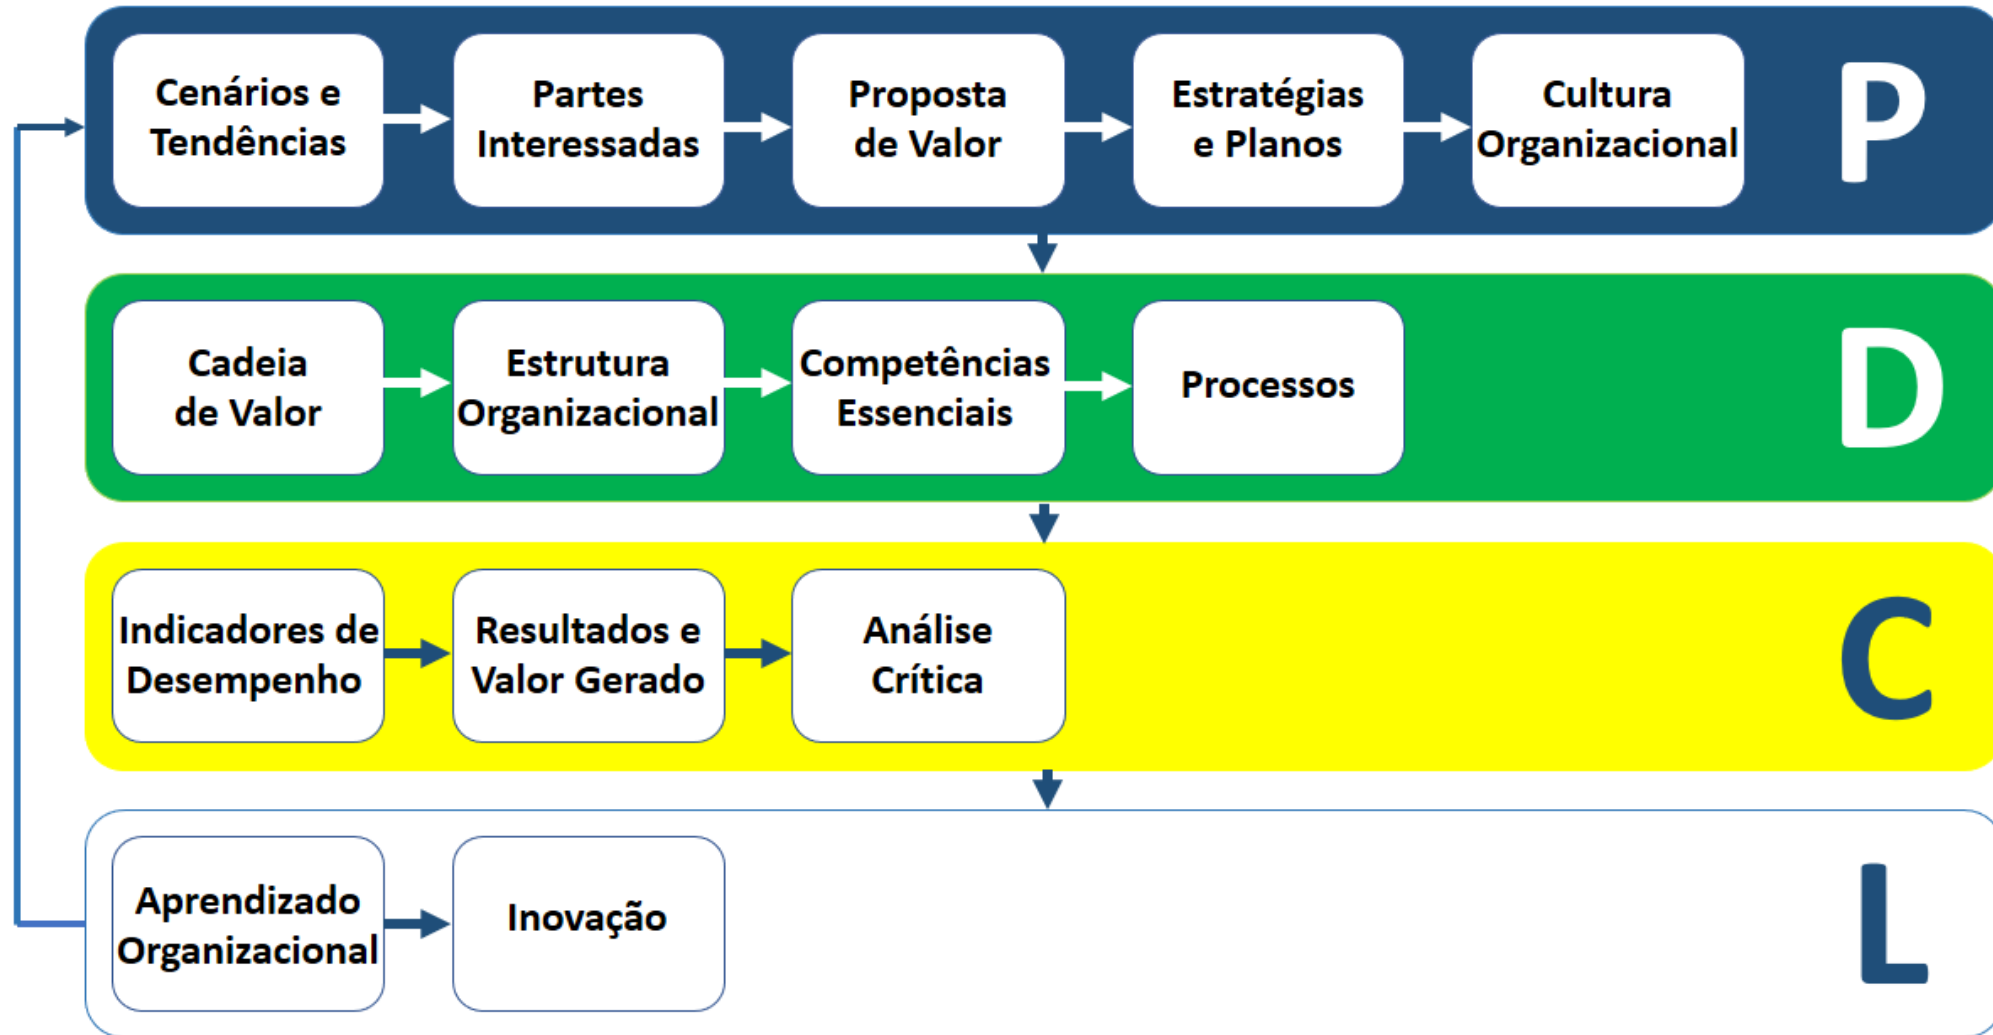 Cenários e
Tendências
Partes
Interessadas
Proposta
de Valor
Estratégias
e Planos
Cultura
Organizacional
P
Cadeia
de Valor
Estrutura
Organizacional
Competências
Essenciais
Processos
D
Indicadores de
Desempenho
Resultados e
Valor Gerado
Análise
Crítica
C
Aprendizado
Organizacional
Inovação
L